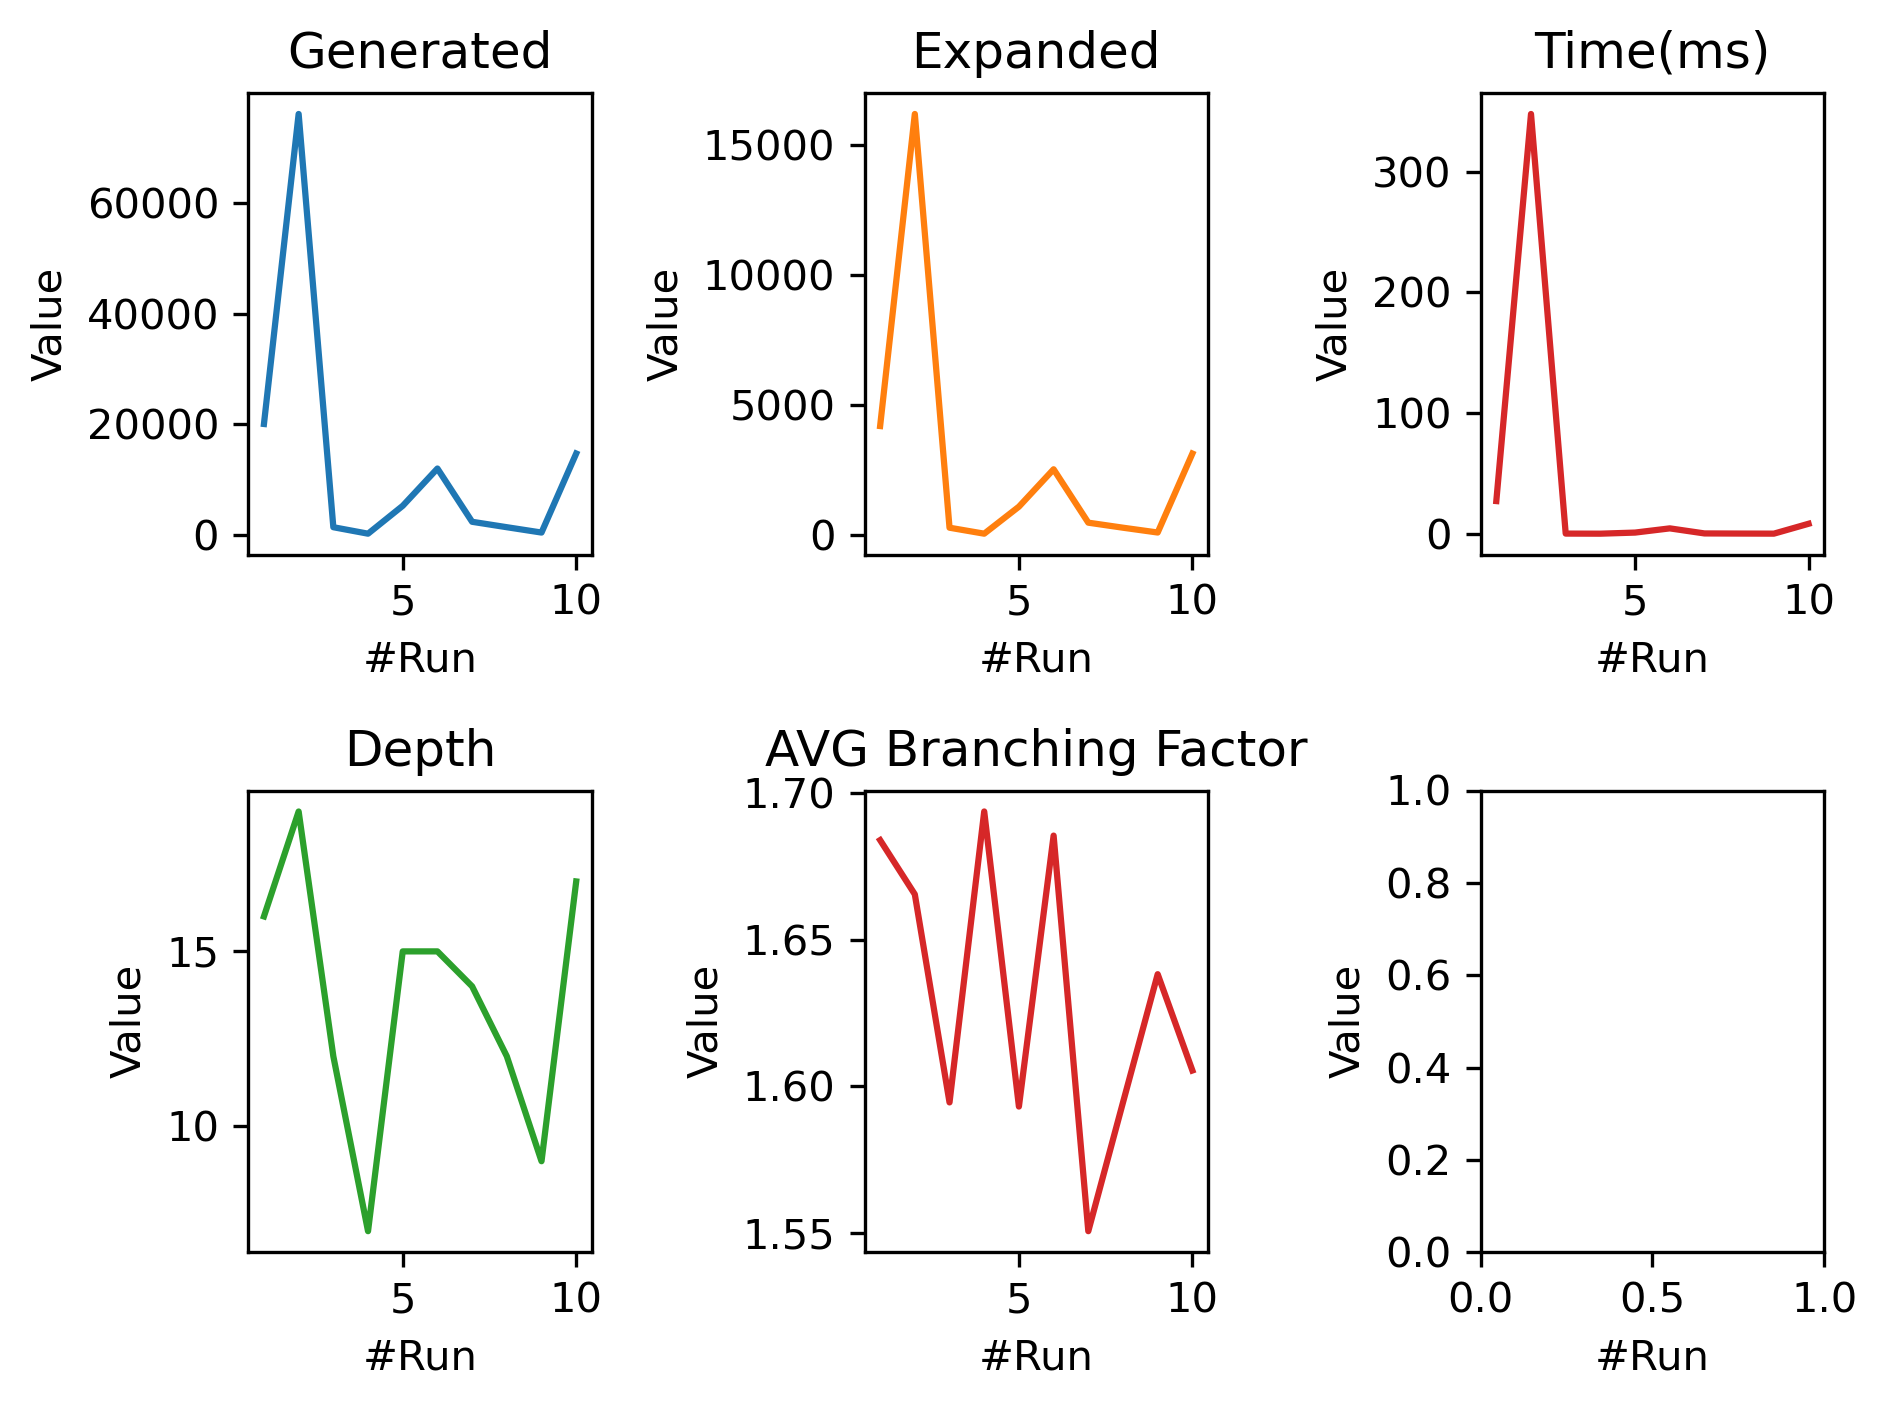 Generated
Expanded
Time(ms)
Value
60000
40000
20000
0
5 10
#Run
Value
15000
10000
5000
0
5 10
#Run
Value
300
200
100
0
5 10
#Run
Depth
AVG Branching Factor
Value
15
10
5 10
#Run
Value
1.70
1.65
1.60
1.55
5 10
#Run
Value
1.0
0.8
0.6
0.4
0.2
0.0
0.0 0.5 1.0
#Run